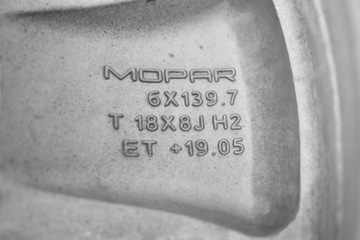 MOPAR
6X139.7
T 18X8J H2
ET +19.05